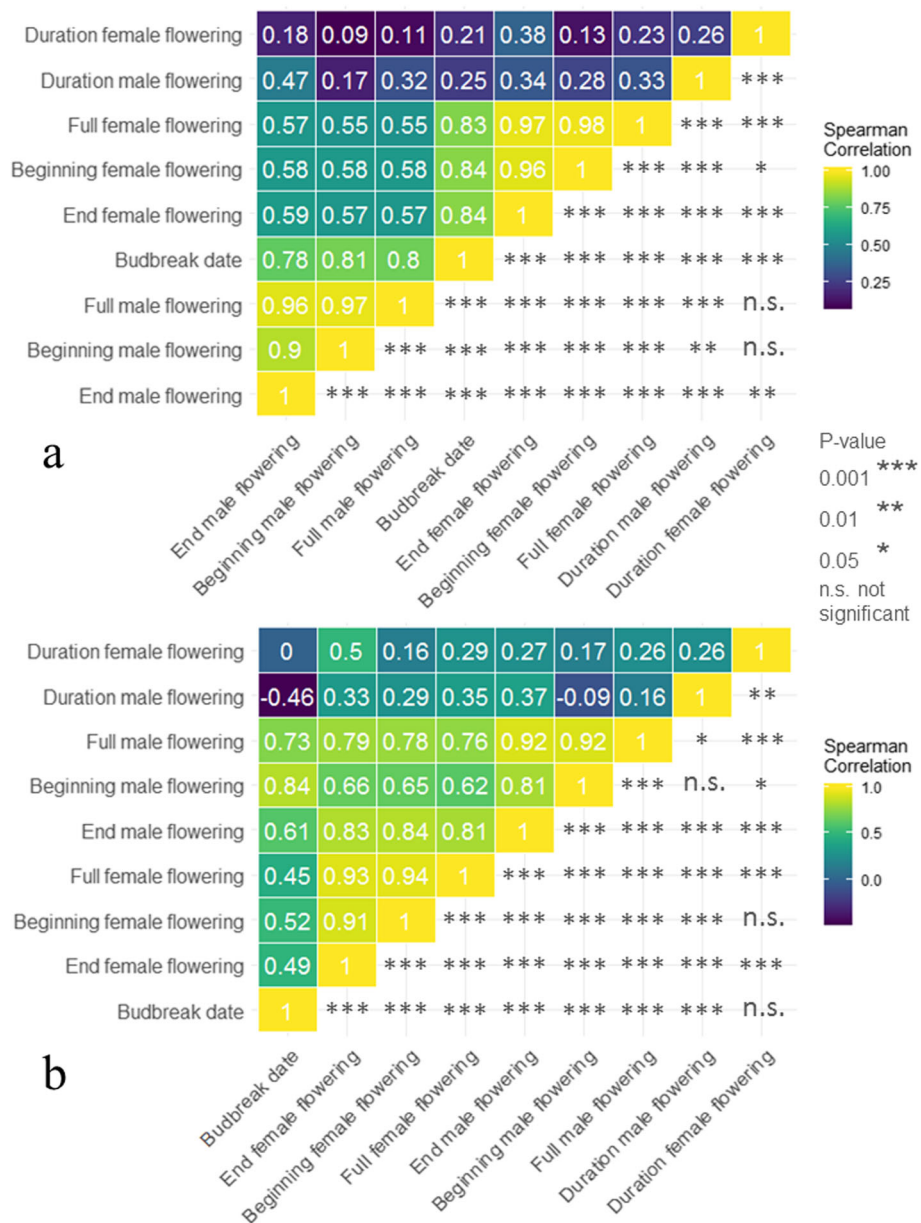 Duration female flowering 0.18 0.09 0.11 0.21 0.38 0.13 0.23 0.26 1
Duration male flowering 0.47 0.17 0.32 0.25 0.34 0.28 0.33 1 ***
Full female flowering 0.57 0.55 0.55 0.83 0.97 0.98 1 *** ***
Beginning female flowering 0.58 0.58 0.58 0.84 0.96 1 *** *** *
End female flowering 0.59 0.57 0.57 0.84 1 *** *** *** ***
Budbreak date 0.78 0.81 0.8 1 *** *** *** *** ***
Full male flowering 0.96 0.97 1 *** *** *** *** *** n.s.
Beginning male flowering 0.9 1 *** *** *** *** *** ** n.s.
End male flowering 1 *** *** *** *** *** *** *** **
Spearman
Correlation
1.00
0.75
0.50
0.25
a
End male flowering
Beginning male flowering
Full male flowering
Budbreak date
End female flowering
Beginning female flowering
Full female flowering
Duration male flowering
Duration female flowering
P-value
0.001 ***
0.01 **
0.05 *
n.s. not
significant
Duration female flowering 0 0.5 0.16 0.29 0.27 0.17 0.26 0.26 1
Duration male flowering -0.46 0.33 0.29 0.35 0.37 -0.09 0.16 1 **
Full male flowering 0.73 0.79 0.78 0.76 0.92 0.92 1 * ***
Beginning male flowering 0.84 0.66 0.65 0.62 0.81 1 *** n.s. *
End male flowering 0.61 0.83 0.84 0.81 1 *** *** *** ***
Full female flowering 0.45 0.93 0.94 1 *** *** *** *** ***
Beginning female flowering 0.52 0.91 1 *** *** *** *** *** n.s.
End female flowering 0.49 1 *** *** *** *** *** *** ***
Budbreak date 1 *** *** *** *** *** *** *** n.s.
Spearman
Correlation
1.0
0.5
0.0
b
Budbreak date
End female flowering
Beginning female flowering
Full female flowering
End male flowering
Beginning male flowering
Full male flowering
Duration male flowering
Duration female flowering